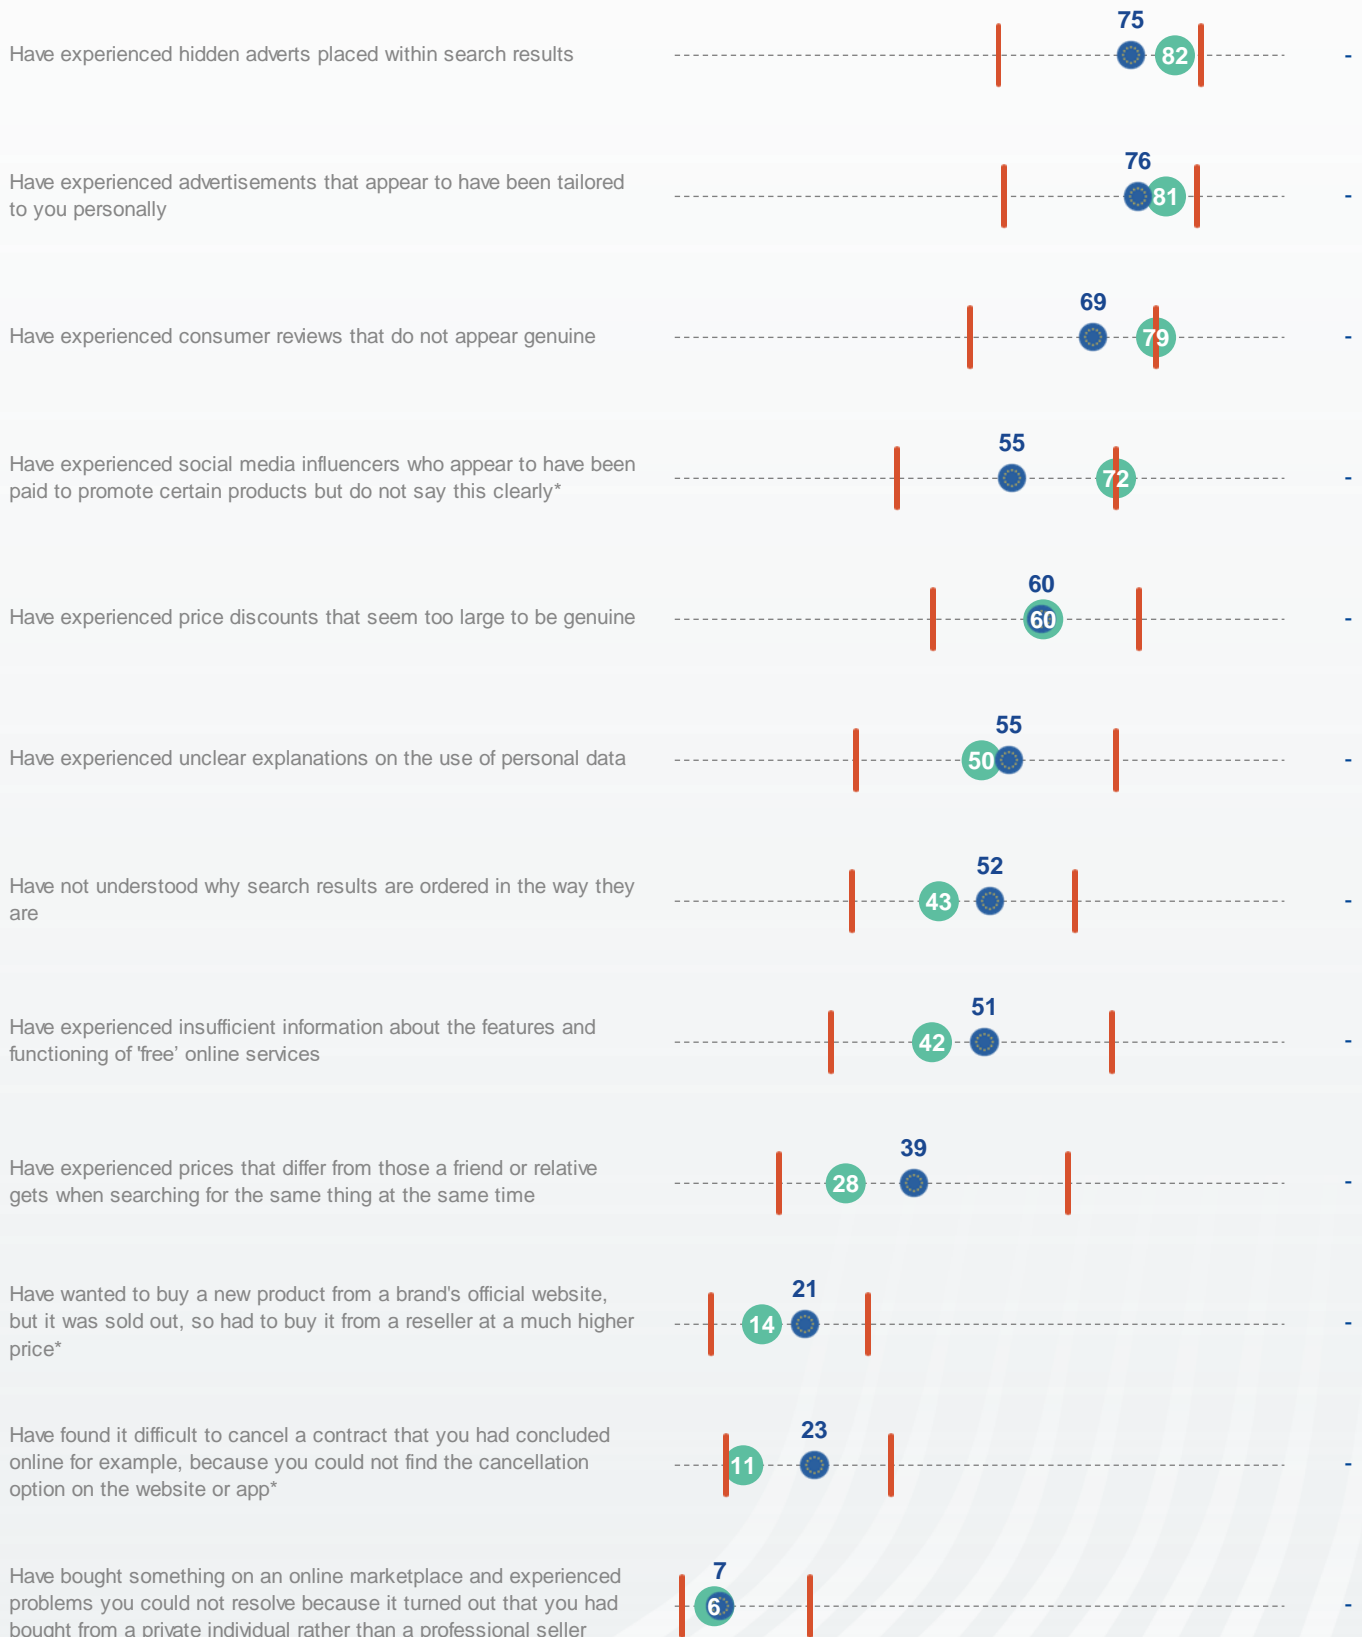 75
Have experienced hidden adverts placed within search results
82
-
76
Have experienced advertisements that appear to have been tailored
to you personally
81
-
69
Have experienced consumer reviews that do not appear genuine
79
-
55
Have experienced social media influencers who appear to have been
paid to promote certain products but do not say this clearly*
72
-
60
Have experienced price discounts that seem too large to be genuine
60
-
55
Have experienced unclear explanations on the use of personal data
50
-
52
Have not understood why search results are ordered in the way they
are
43
-
51
Have experienced insufficient information about the features and
functioning of 'free’ online services
42
-
39
Have experienced prices that differ from those a friend or relative
gets when searching for the same thing at the same time
28
-
21
Have wanted to buy a new product from a brand's official website,
but it was sold out, so had to buy it from a reseller at a much higher
price*
14
-
23
Have found it difficult to cancel a contract that you had concluded
online for example, because you could not find the cancellation
option on the website or app*
11
-
7
Have bought something on an online marketplace and experienced
problems you could not resolve because it turned out that you had
bought from a private individual rather than a professional seller
6
-